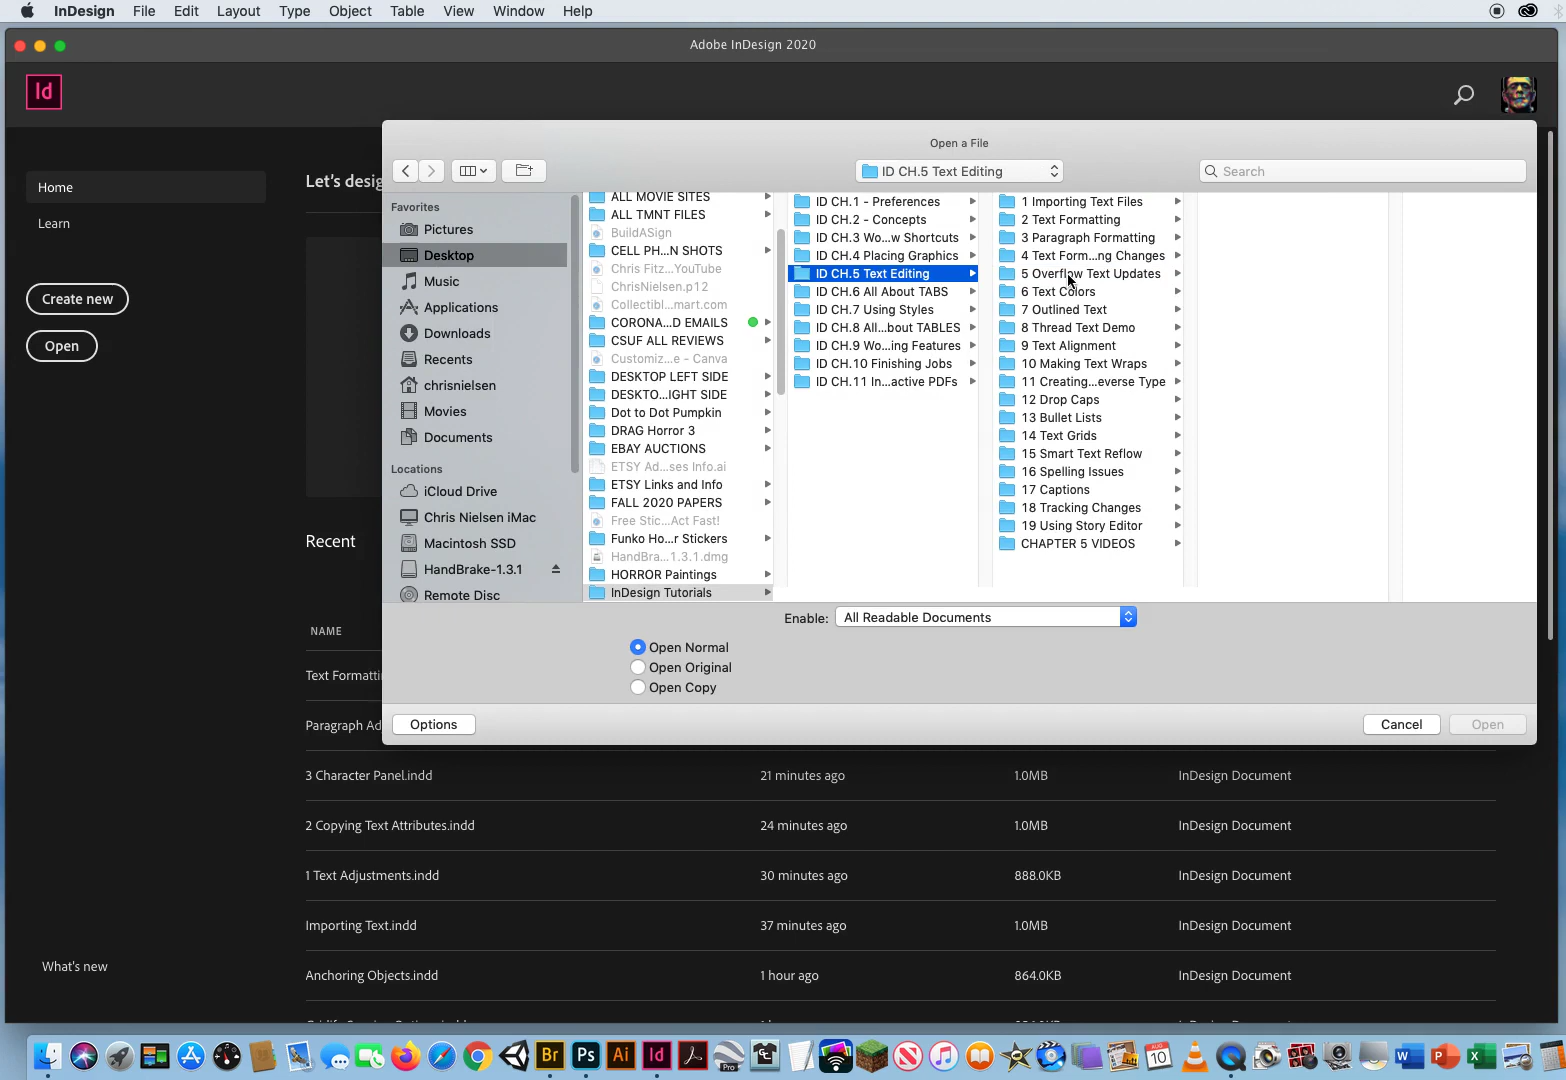 InDesign File Edit Layout Type Object Table View Window Help
Adobe InDesign 2020
Id
Home
Learn
Create new
Open
What's new
Let's desig
Recent
NAME
Text Formatti
Paragraph Ad
3 Character Panel.indd 21 minutes ago 1.0MB InDesign Document
2 Copying Text Attributes.indd 24 minutes ago 1.0MB InDesign Document
1 Text Adjustments.indd 30 minutes ago 888.0KB InDesign Document
Importing Text.indd 37 minutes ago 1.0MB InDesign Document
Anchoring Objects.indd 1 hour ago 864.0KB InDesign Document
Open a File
ID CH.5 Text Editing
Search
Favorites
Pictures
Desktop
Music
Applications
Downloads
Recents
chrisnielsen
Movies
Documents
Locations
iCloud Drive
Chris Nielsen iMac
Macintosh SSD
HandBrake-1.3.1
Remote Disc
ALL MOVIE SITES
ALL TMNT FILES
BuildASign
CELL PH...N SHOTS
Chris Fitz...YouTube
ChrisNielsen.p12
Collectibl...mart.com
CORONA...D EMAILS
CSUF ALL REVIEWS
Customiz...e - Canva
DESKTOP LEFT SIDE
DESKTO...IGHT SIDE
Dot to Dot Pumpkin
DRAG Horror 3
EBAY AUCTIONS
ETSY Ad...ses Info.ai
ETSY Links and Info
FALL 2020 PAPERS
Free Stic...Act Fast!
Funko Ho...r Stickers
HandBra...1.3.1.dmg
HORROR Paintings
InDesign Tutorials
ID CH.1 - Preferences
ID CH.2 - Concepts
ID CH.3 Wo...w Shortcuts
ID CH.4 Placing Graphics
ID CH.5 Text Editing
ID CH.6 All About TABS
ID CH.7 Using Styles
ID CH.8 All...bout TABLES
ID CH.9 Wo...ing Features
ID CH.10 Finishing Jobs
ID CH.11 In...active PDFs
1 Importing Text Files
2 Text Formatting
3 Paragraph Formatting
4 Text Form...ng Changes
5 Overflow Text Updates
6 Text Colors
7 Outlined Text
8 Thread Text Demo
9 Text Alignment
10 Making Text Wraps
11 Creating...everse Type
12 Drop Caps
13 Bullet Lists
14 Text Grids
15 Smart Text Reflow
16 Spelling Issues
17 Captions
18 Tracking Changes
19 Using Story Editor
CHAPTER 5 VIDEOS
Enable: All Readable Documents
Open Normal
Open Original
Open Copy
Options
Cancel
Open
Br Ps Ai Id
Pro
AUG
10
W P X